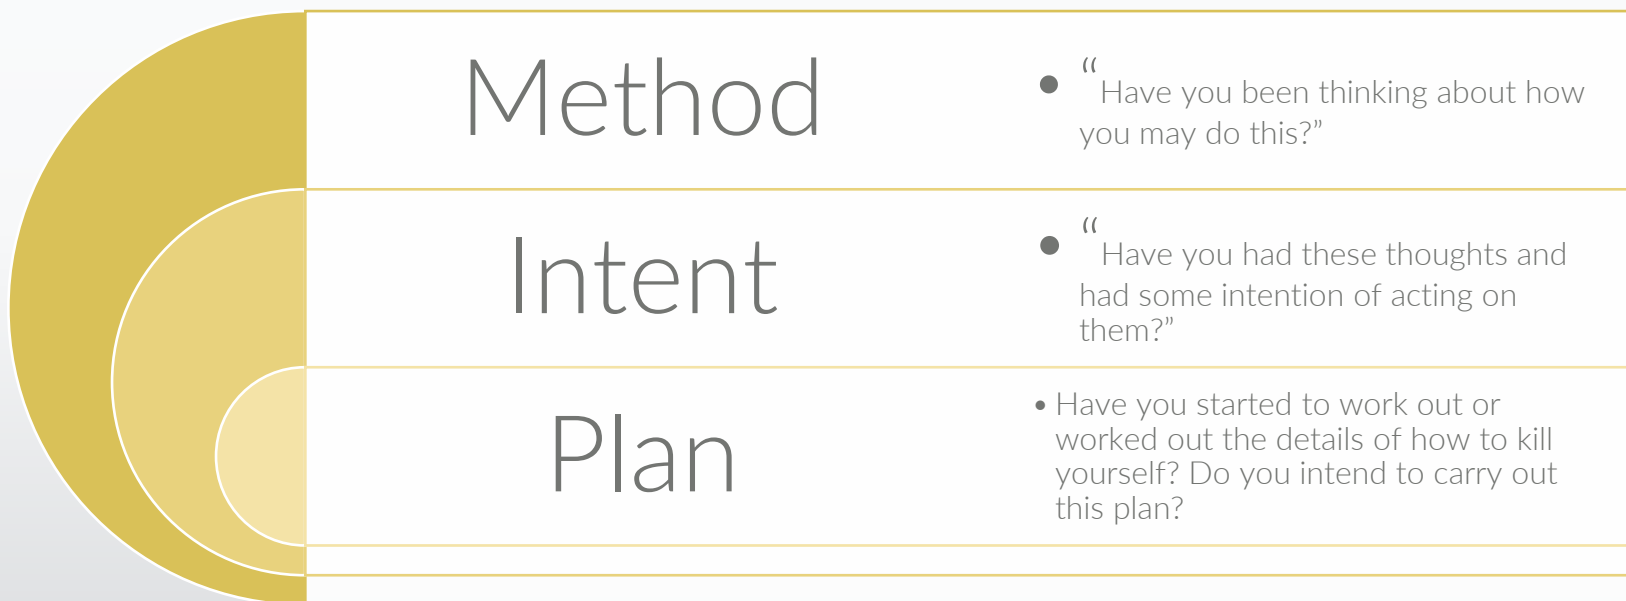 Method
• “Have you been thinking about how
you may do this?”
Intent
• “Have you had these thoughts and
had some intention of acting on
them?”
Plan
• Have you started to work out or
worked out the details of how to kill
yourself? Do you intend to carry out
this plan?